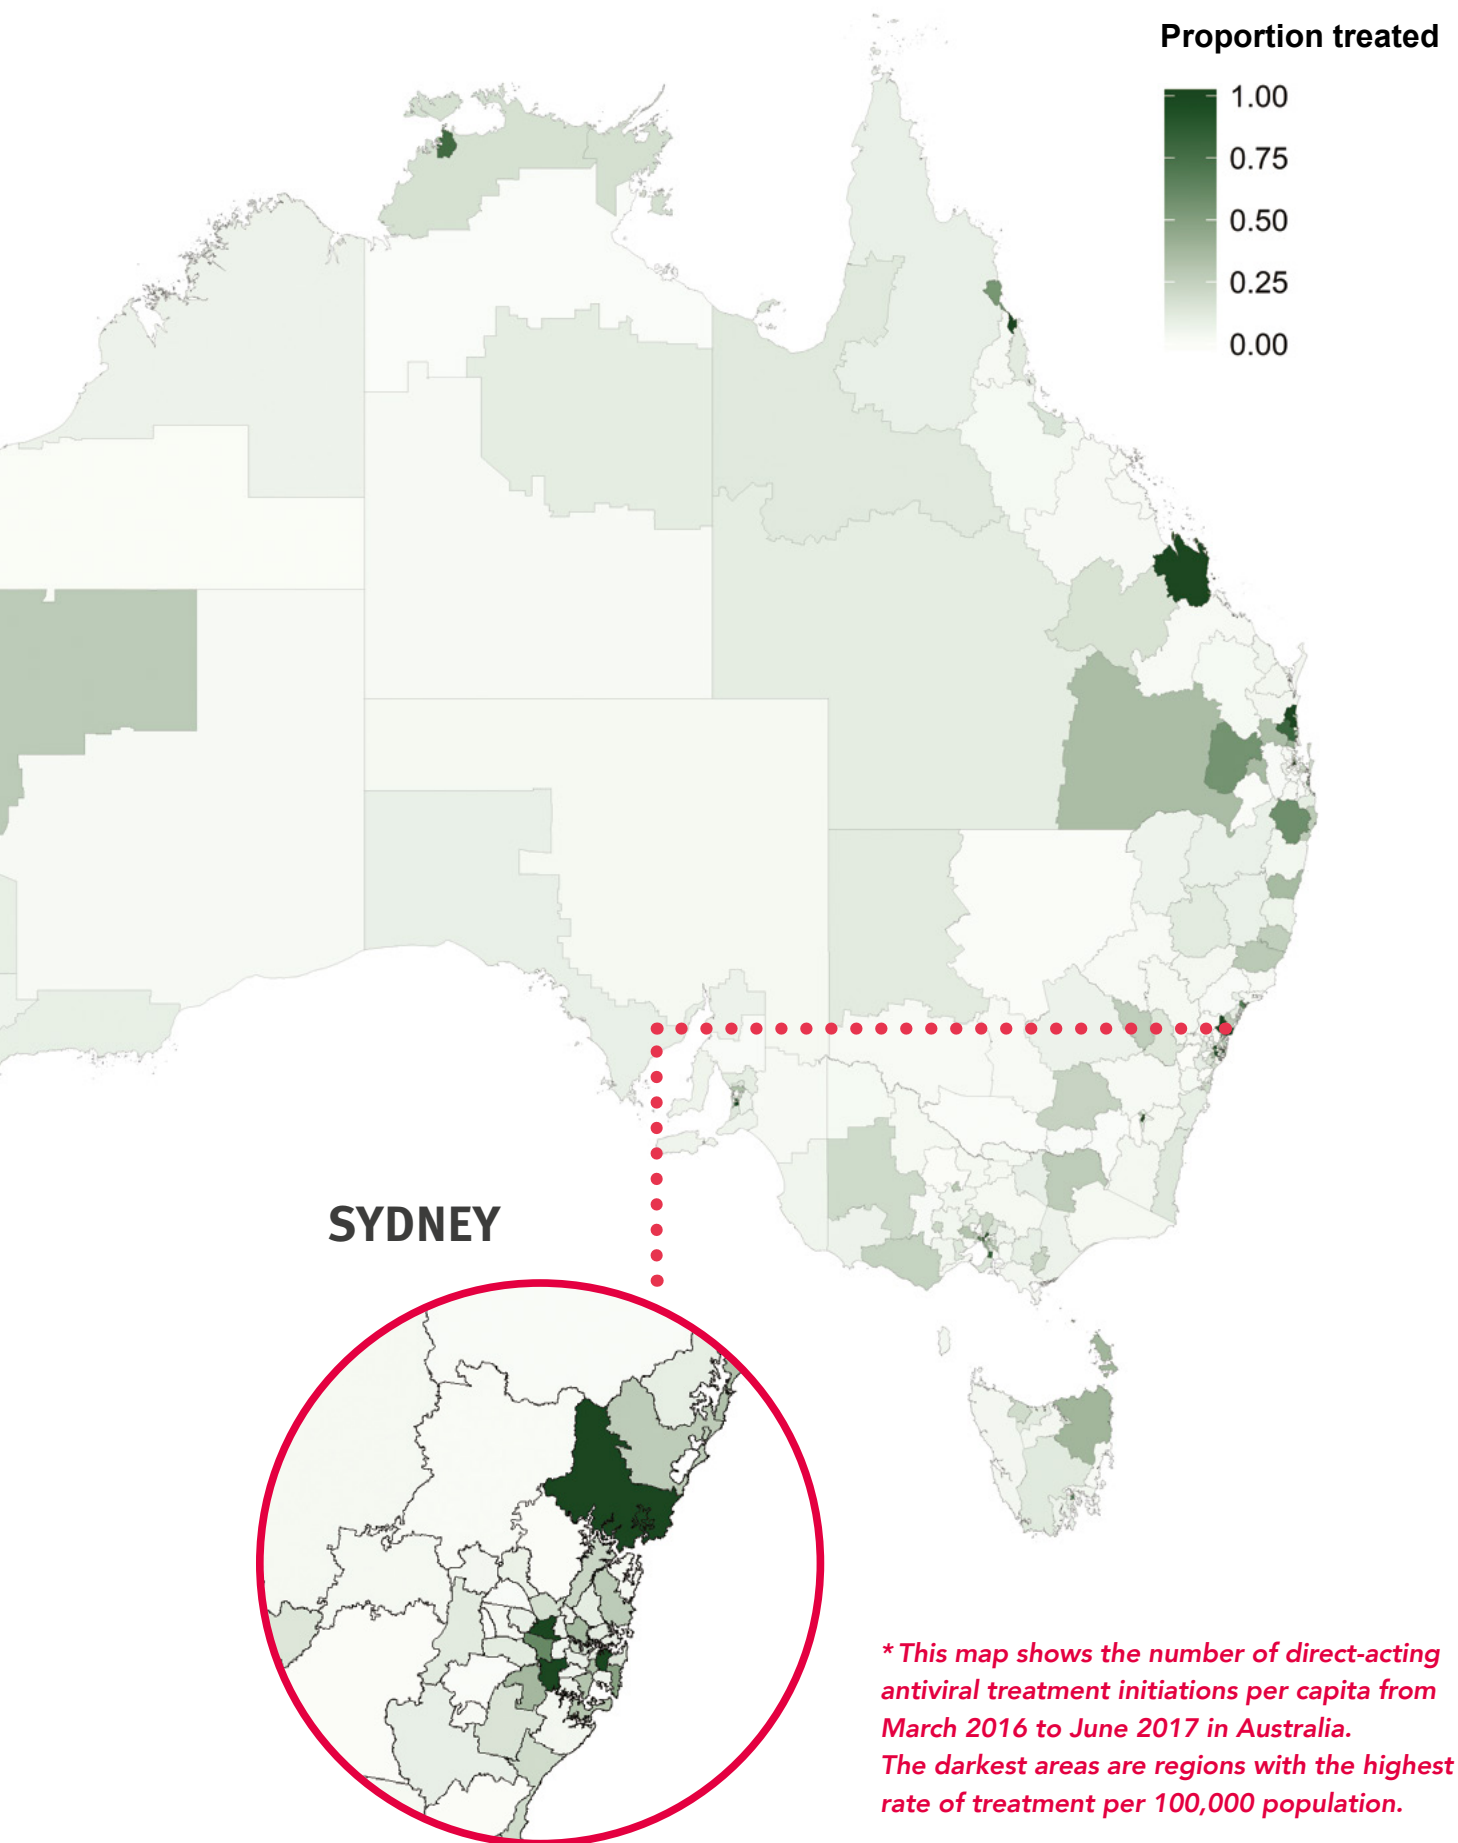 Proportion treated
1.00
0.75
0.50
0.25
0.00
SYDNEY
* This map shows the number of direct-acting
antiviral treatment initiations per capita from
March 2016 to June 2017 in Australia.
The darkest areas are regions with the highest
rate of treatment per 100,000 population.